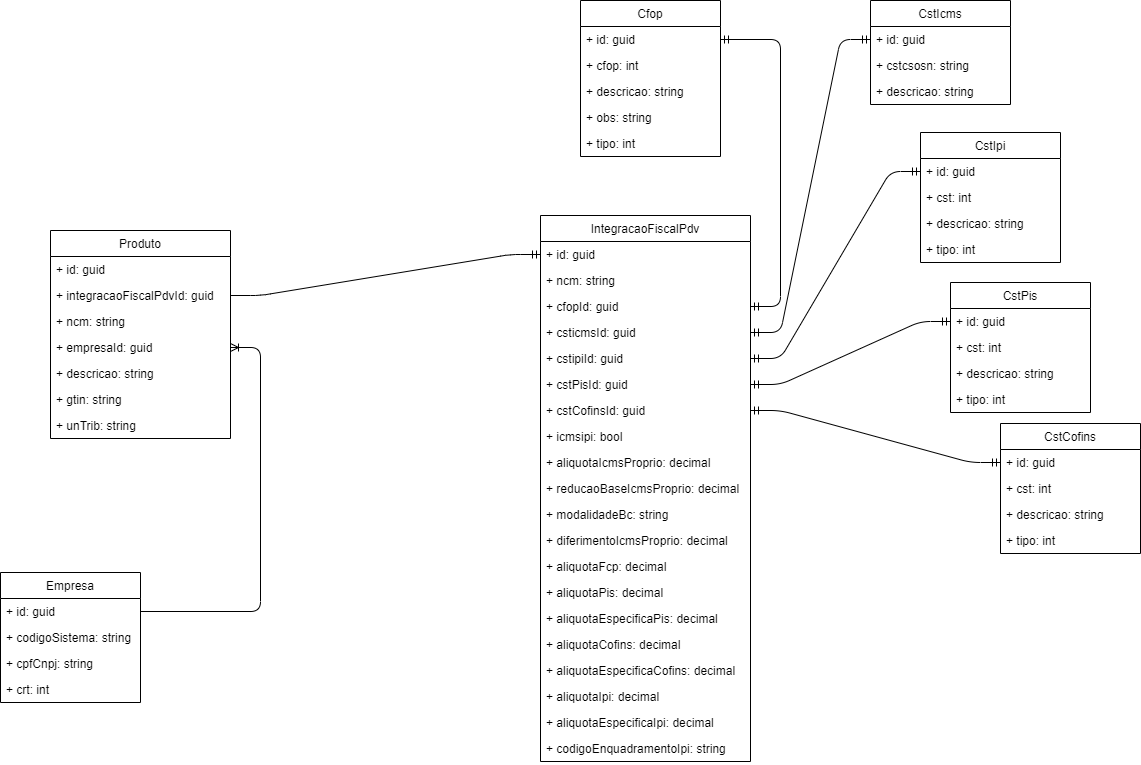 Cfop
+ id: guid
+ cfop: int
+ descricao: string
+ obs: string
+ tipo: int
CstIcms
+ id: guid
+ cstcsosn: string
+ descricao: string
CstIpi
+ id: guid
+ cst: int
+ descricao: string
+ tipo: int
Produto
+ id: guid
+ integracaoFiscalPdvId: guid
+ ncm: string
+ empresaId: guid
+ descricao: string
+ gtin: string
+ unTrib: string
IntegracaoFiscalPdv
+ id: guid
+ ncm: string
+ cfopId: guid
+ csticmsId: guid
+ cstipiId: guid
+ cstPisId: guid
+ cstCofinsId: guid
+ icmsipi: bool
+ aliquotaIcmsProprio: decimal
+ reducaoBaseIcmsProprio: decimal
+ modalidadeBc: string
+ diferimentoIcmsProprio: decimal
+ aliquotaFcp: decimal
+ aliquotaPis: decimal
+ aliquotaEspecificaPis: decimal
+ aliquotaCofins: decimal
+ aliquotaEspecificaCofins: decimal
+ aliquotaIpi: decimal
+ aliquotaEspecificaIpi: decimal
+ codigoEnquadramentoIpi: string
CstPis
+ id: guid
+ cst: int
+ descricao: string
+ tipo: int
CstCofins
+ id: guid
+ cst: int
+ descricao: string
+ tipo: int
Empresa
+ id: guid
+ codigoSistema: string
+ cpfCnpj: string
+ crt: int